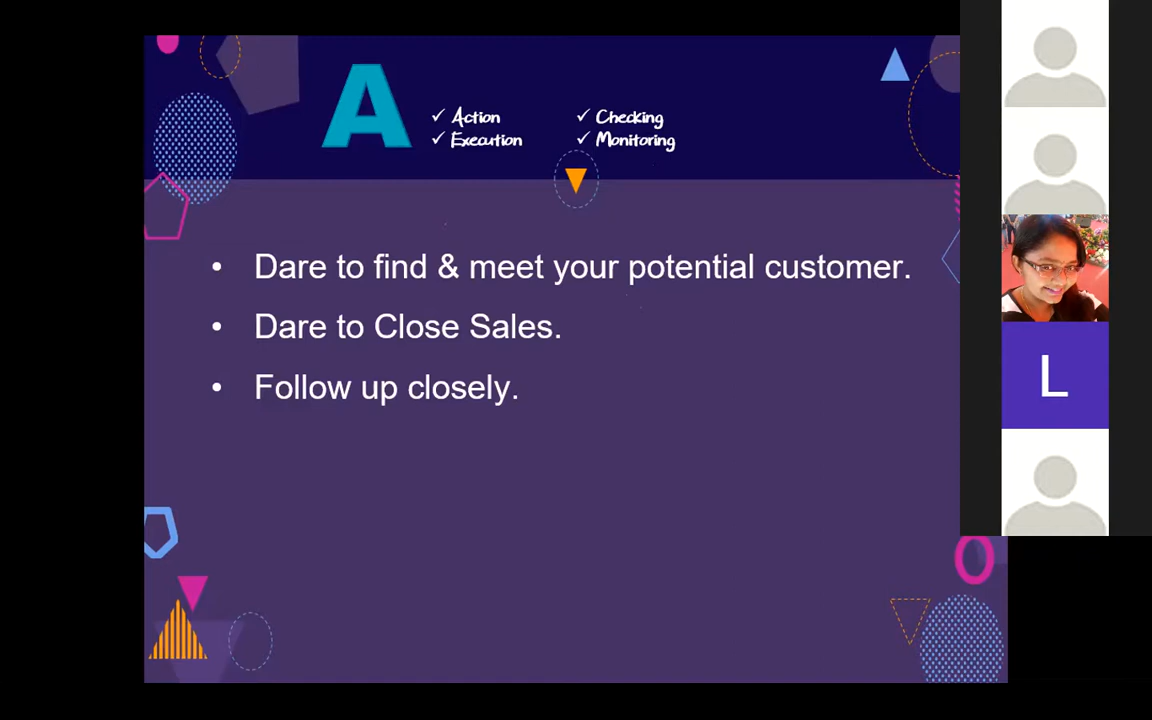 A
✓ Action
✓ Execution
✓ Checking
✓ Monitoring
• Dare to find & meet your potential customer.
• Dare to Close Sales.
• Follow up closely.
L